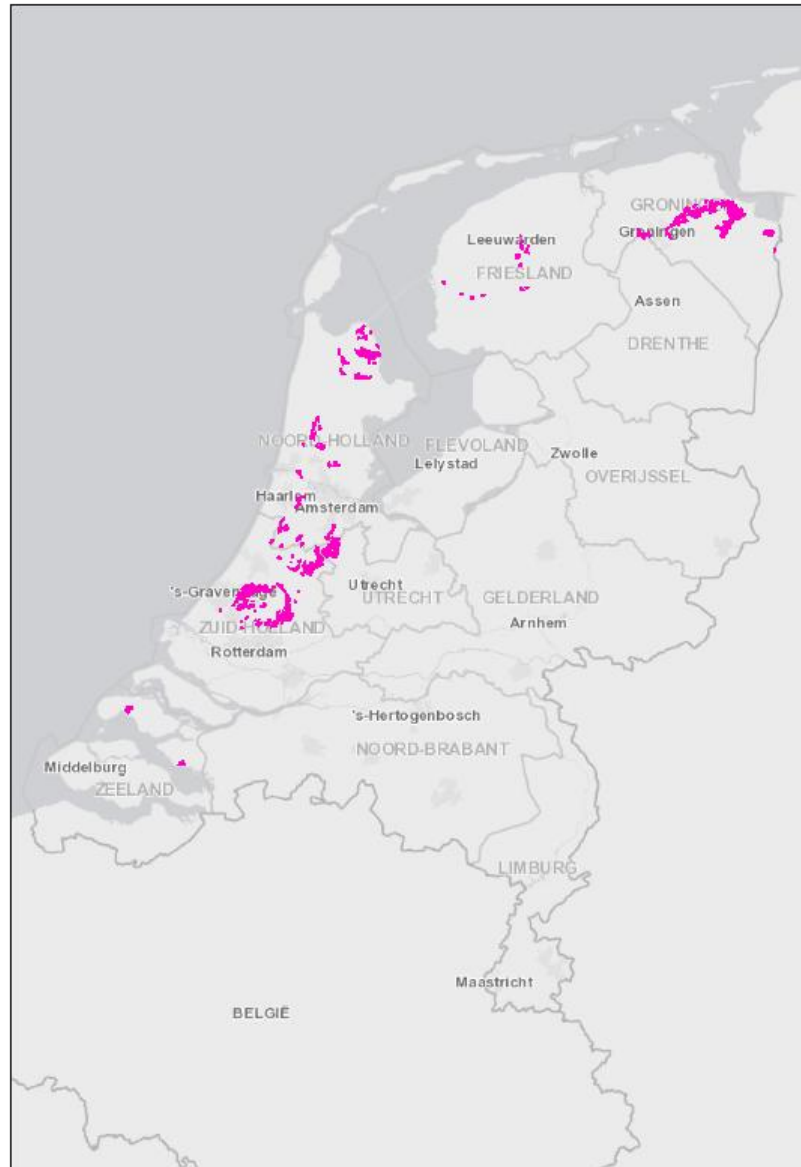 GRONINGEN
Groningen
Leeuwarden
FRIESLAND
Assen
DRENTHE
NOORD-HOLLAND
FLEVOLAND
Zwolle
Lelystad
OVERIJSSEL
Haarlem
Amsterdam
's-Gravenhage
Utrecht
UTRECHT
GELDERLAND
Arnhem
ZUID-HOLLAND
Rotterdam
's-Hertogenbosch
NOORD-BRABANT
Middelburg
ZEELAND
LIMBURG
Maastricht
BELGIË